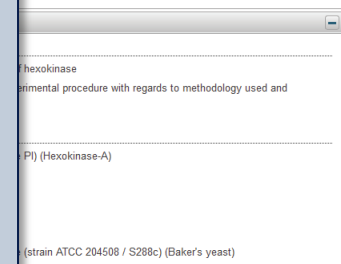 hexokinase
erimental procedure with regards to methodology used and
PI) (Hexokinase-A)
(strain ATCC 204508 / S288c) (Baker's yeast)